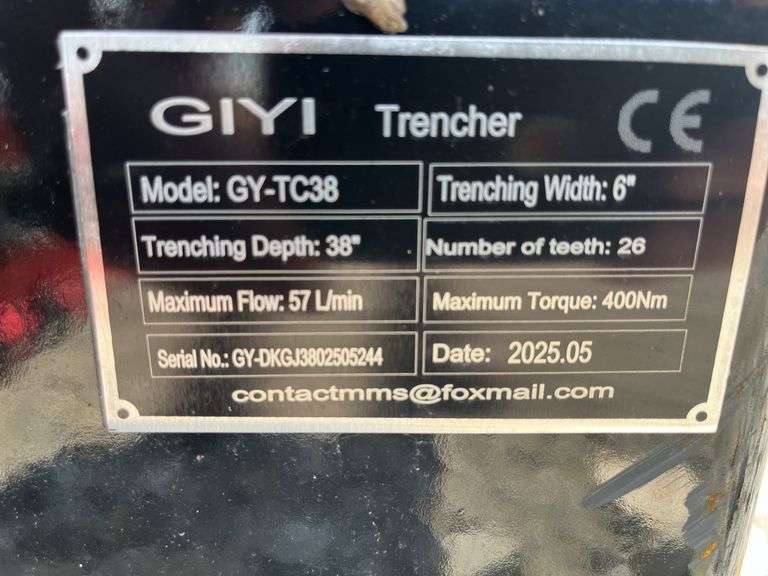 GIYI Trencher CE
Model: GY-TC38
Trenching Width: 6"
Trenching Depth: 38"
Number of teeth: 26
Maximum Flow: 57 L/min
Maximum Torque: 400Nm
Serial No.: GY-DKGJ3802505244
Date: 2025.05
contactmms@foxmail.com